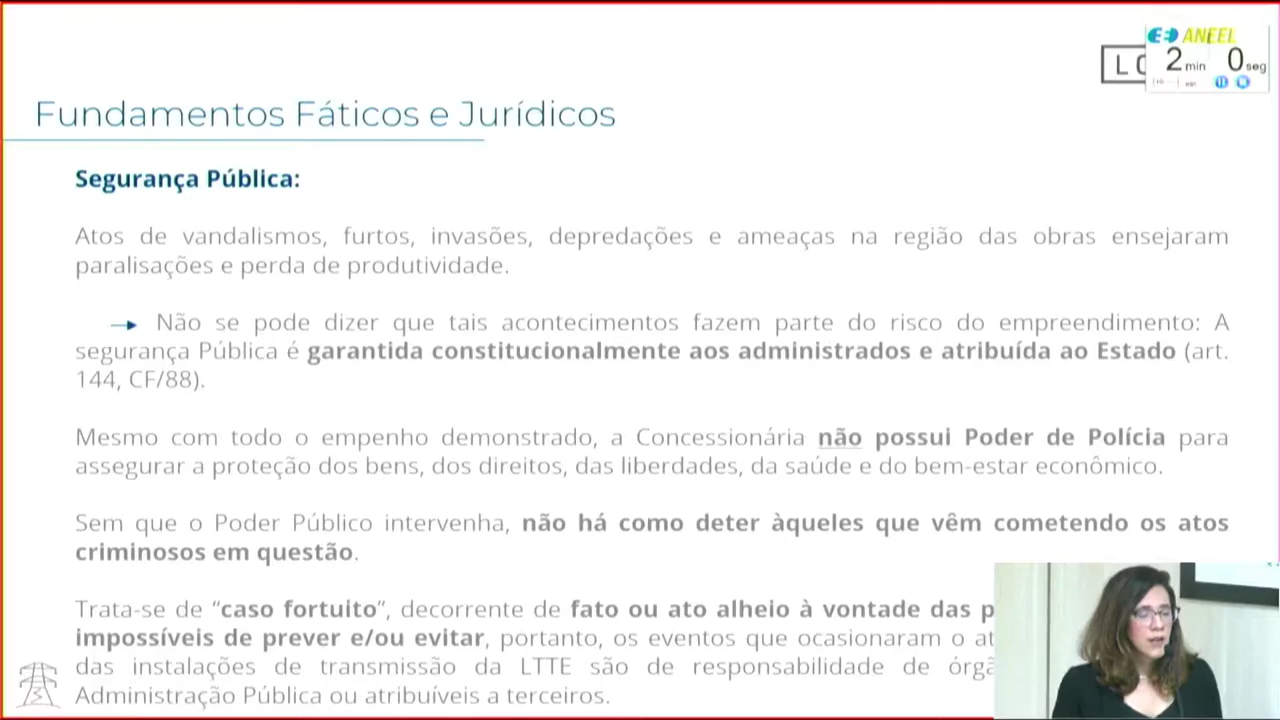 ANEEL
2 min 0 seg
Fundamentos Fáticos e Jurídicos
Segurança Pública:
Atos de vandalismos, furtos, invasões, depredações e ameaças na região das obras ensejaram
paralisações e perda de produtividade.
Não se pode dizer que tais acontecimentos fazem parte do risco do empreendimento: A
segurança Pública é garantida constitucionalmente aos administrados e atribuída ao Estado (art.
144, CF/88).
Mesmo com todo o empenho demonstrado, a Concessionária não possui Poder de Polícia para
assegurar a proteção dos bens, dos direitos, das liberdades, da saúde e do bem-estar econômico.
Sem que o Poder Público intervenha, não há como deter àqueles que vêm cometendo os atos
criminosos em questão.
Trata-se de “caso fortuito”, decorrente de fato ou ato alheio à vontade das
impossíveis de prever e/ou evitar, portanto, os eventos que ocasionaram o
das instalações de transmissão da LTTE são de responsabilidade de
Administração Pública ou atribuíveis a terceiros.